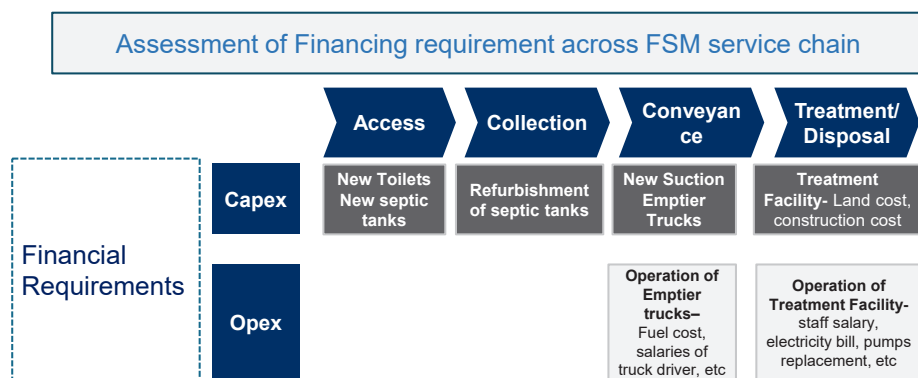 Assessment of Financing requirement across FSM service chain
Access
Collection
Conveyan
ce
Treatment/
Disposal
Financial
Requirements
Capex
New Toilets
New septic
tanks
Refurbishment
of septic tanks
New Suction
Emptier
Trucks
Treatment
Facility- Land cost,
construction cost
Opex
Operation of
Emptier
trucks–
Fuel cost,
salaries of
truck driver, etc
Operation of
Treatment Facility-
staff salary,
electricity bill, pumps
replacement, etc